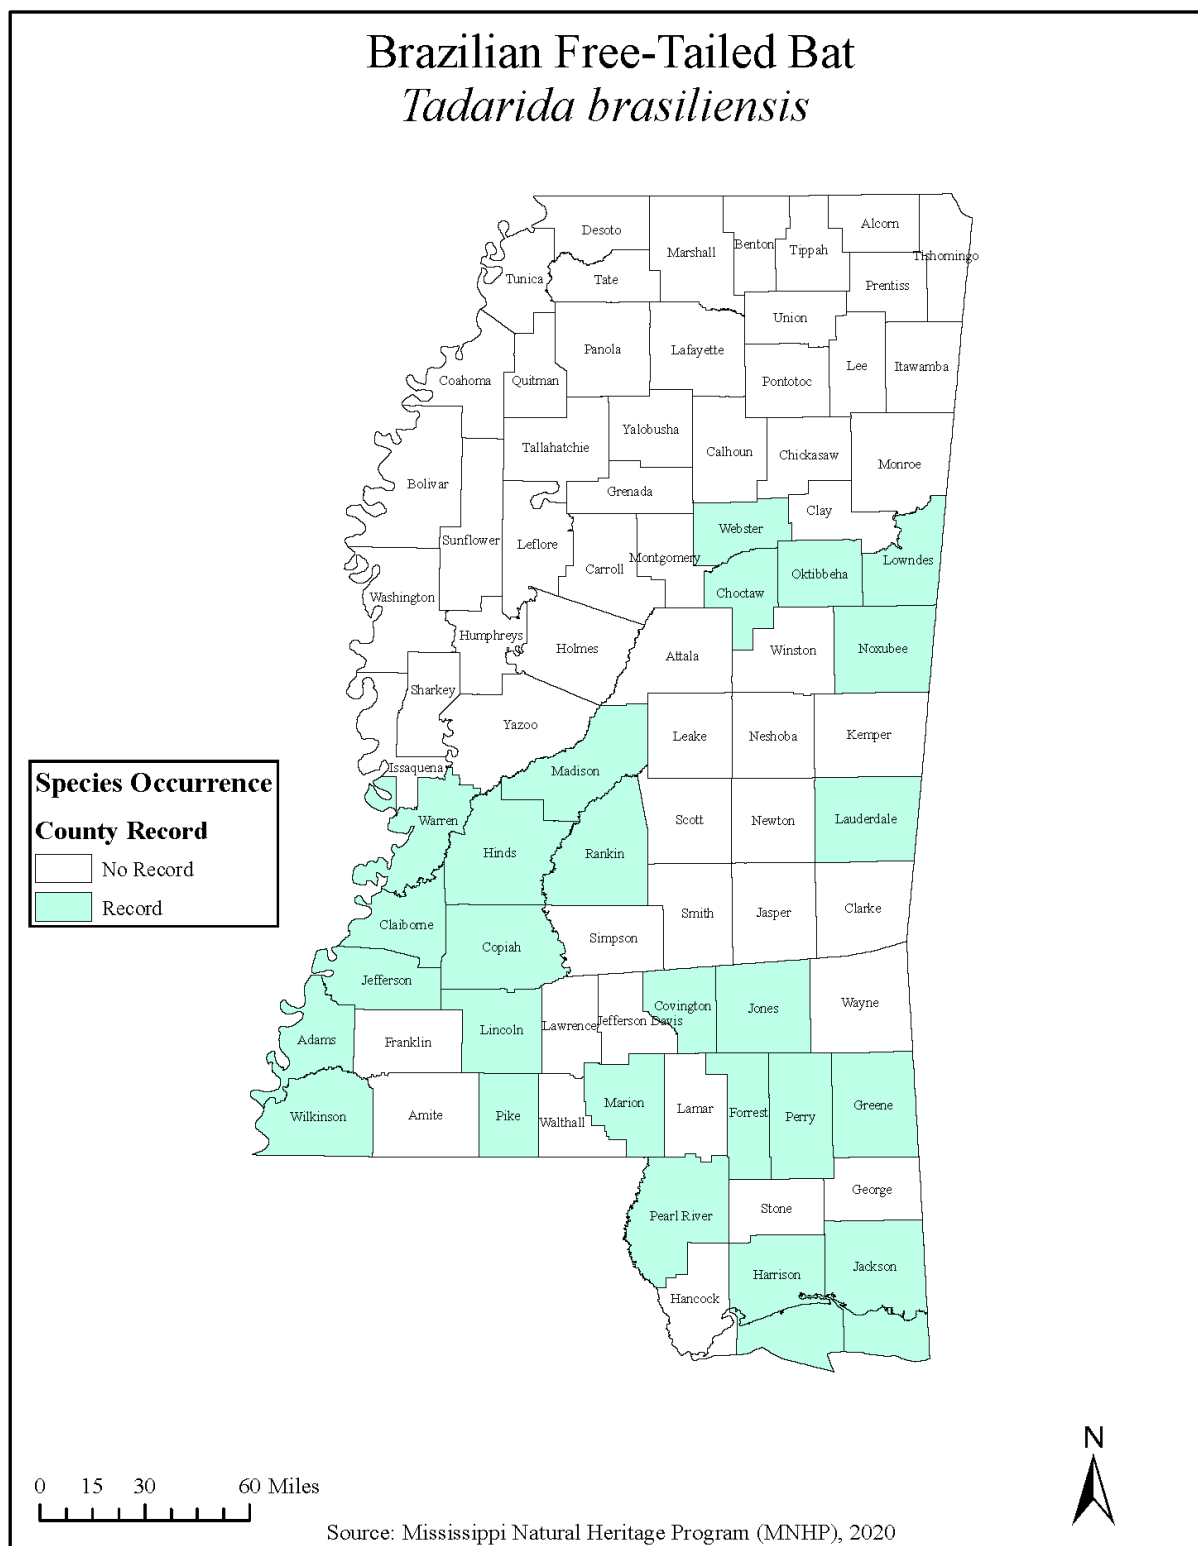 Brazilian Free-Tailed Bat
Tadarida brasiliensis
Desoto
Marshall
Benton
Tippah
Alcorn
Tishomingo
Tunica
Tate
Prentiss
Union
Panola
Lafayette
Coahoma
Quitman
Pontotoc
Lee
Itawamba
Tallahatchie
Yalobusha
Calhoun
Chickasaw
Monroe
Bolivar
Grenada
Clay
Webster
Sunflower
Leflore
Montgomery
Carroll
Lowndes
Oktibbeha
Choctaw
Washington
Humphreys
Holmes
Attala
Winston
Noxubee
Sharkey
Yazoo
Leake
Neshoba
Kemper
Issaquena
Madison
Warren
Scott
Newton
Lauderdale
Hinds
Rankin
Smith
Jasper
Clarke
Claiborne
Copiah
Simpson
Jefferson
Covington
Jones
Wayne
Adams
Franklin
Lincoln
Lawrence
Jefferson Davis
Wilkinson
Amite
Pike
Walthall
Marion
Lamar
Forrest
Perry
Greene
George
Pearl River
Stone
Harrison
Jackson
Hancock
Species Occurrence
County Record
No Record
Record
0 15 30 60 Miles
N
Source: Mississippi Natural Heritage Program (MNHP), 2020